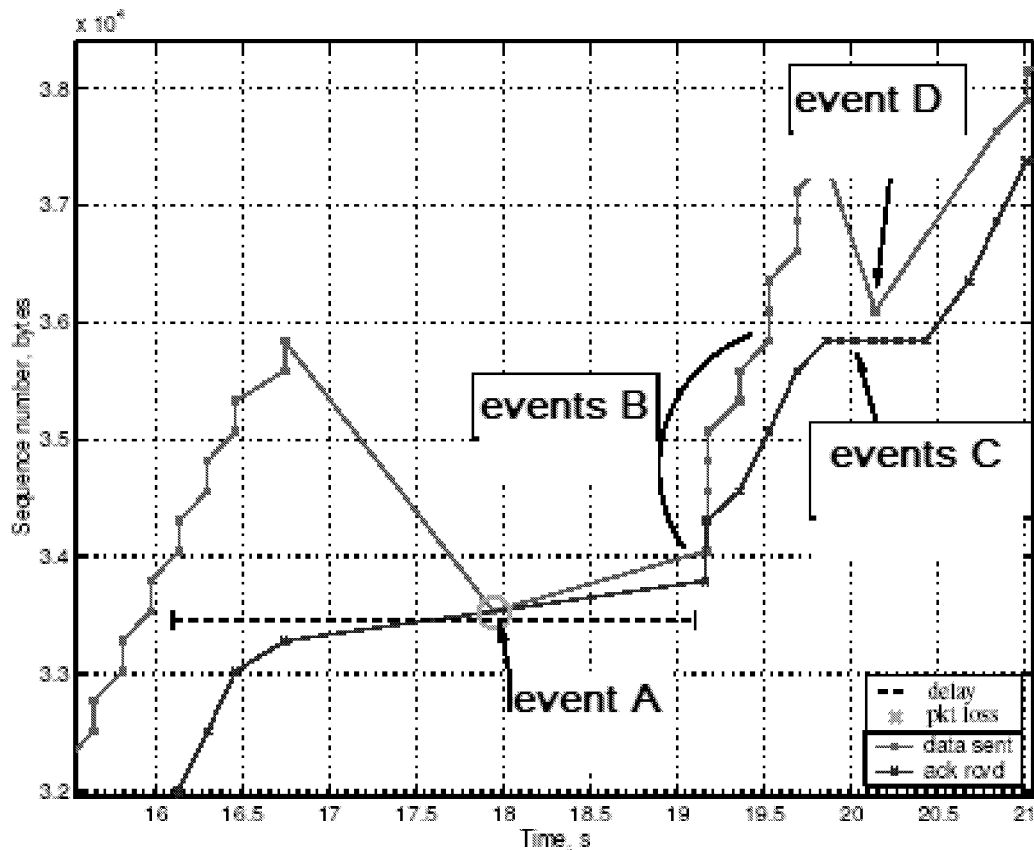 x 10⁴
3.8
3.7
3.6
3.5
3.4
3.3
3.2
Sequence number, bytes
event D
events B
events C
event A
delay
pkt loss
data sent
ack rcvd
16
16.5
17
17.5
18
18.5
19
19.5
20
20.5
21
Time, s